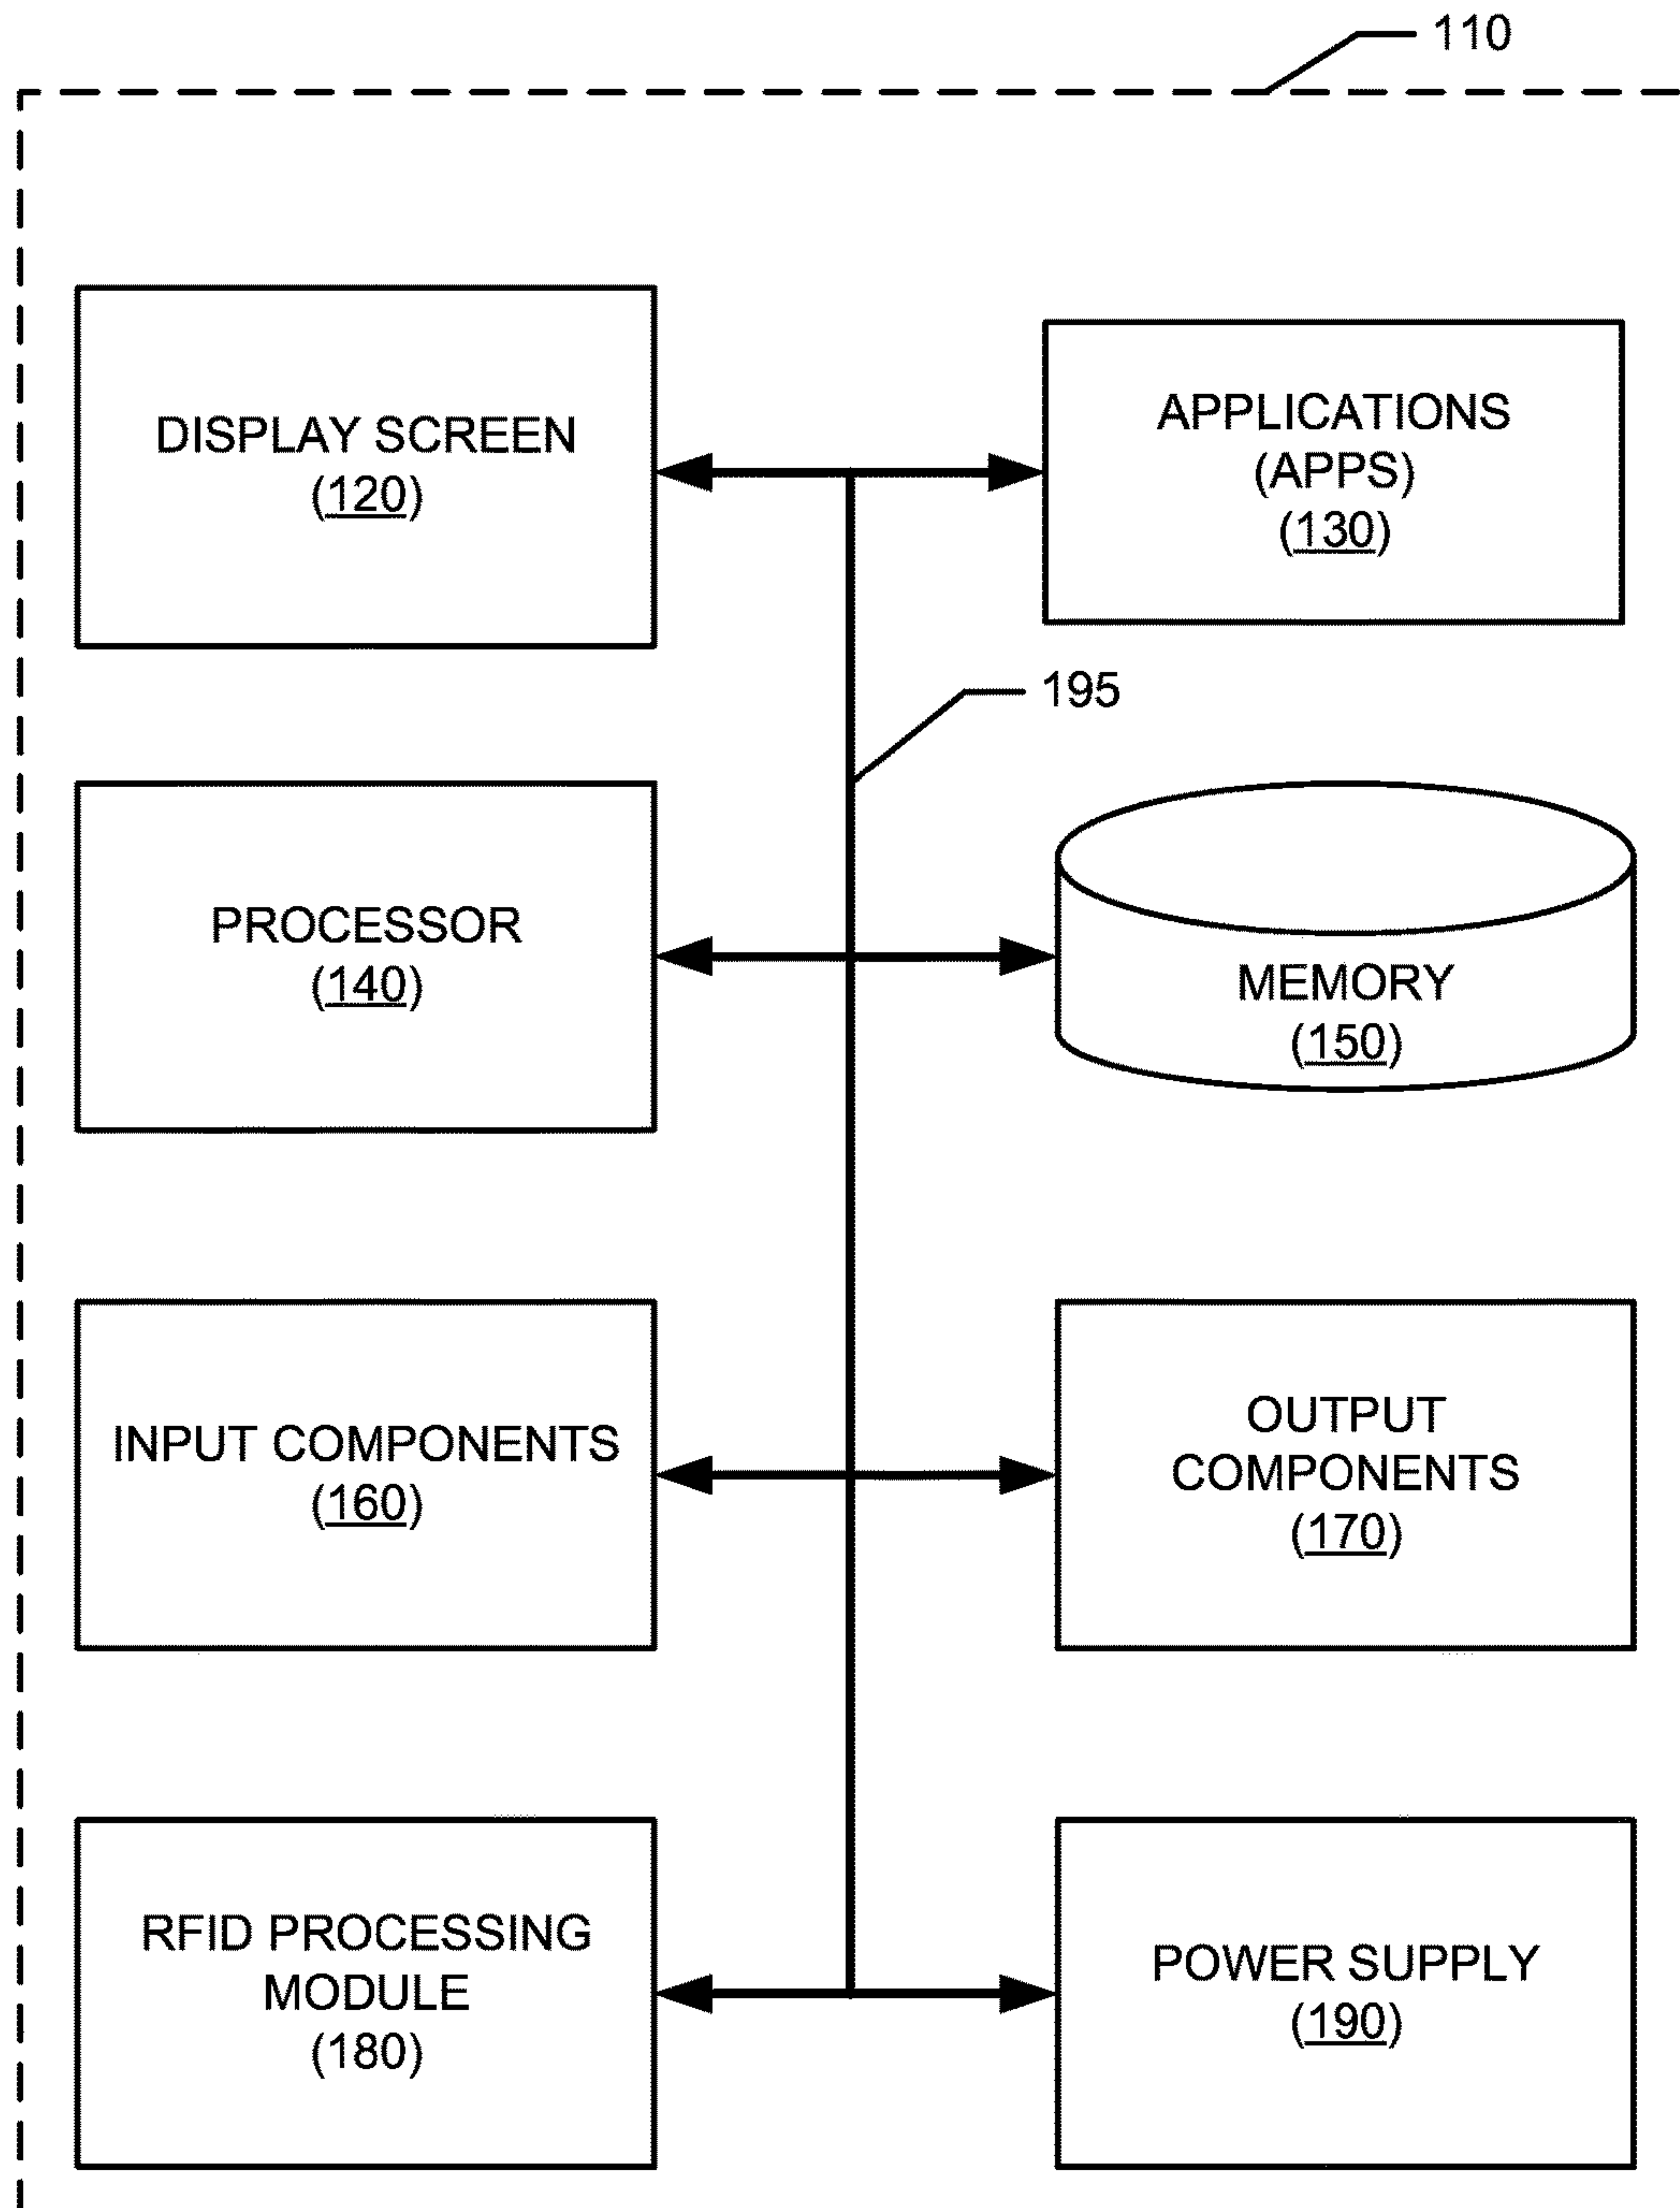 110
DISPLAY SCREEN
(120)
APPLICATIONS
(APPS)
(130)
195
PROCESSOR
(140)
MEMORY
(150)
INPUT COMPONENTS
(160)
OUTPUT
COMPONENTS
(170)
RFID PROCESSING
MODULE
(180)
POWER SUPPLY
(190)